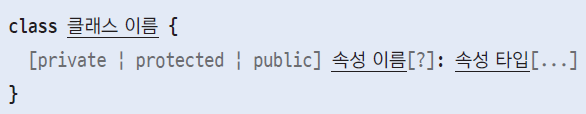 class 클래스 이름 {
[private ¦ protected ¦ public] 속성 이름[?]: 속성 타입[...]
}